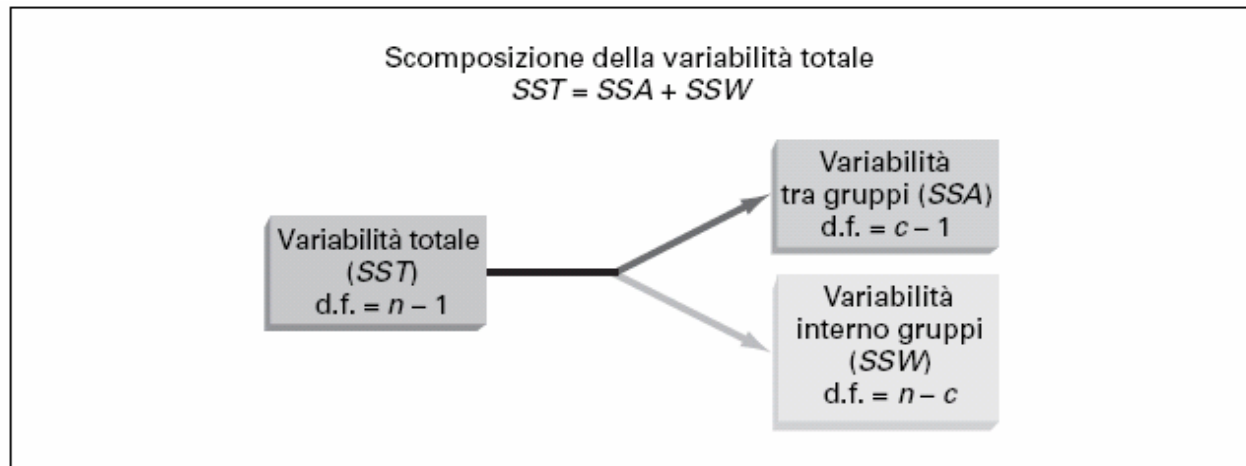 Scomposizione della variabilità totale
SST = SSA + SSW
Variabilità totale
(SST)
d.f. = n – 1
Variabilità
tra gruppi (SSA)
d.f. = c – 1
Variabilità
interno gruppi
(SSW)
d.f. = n – c